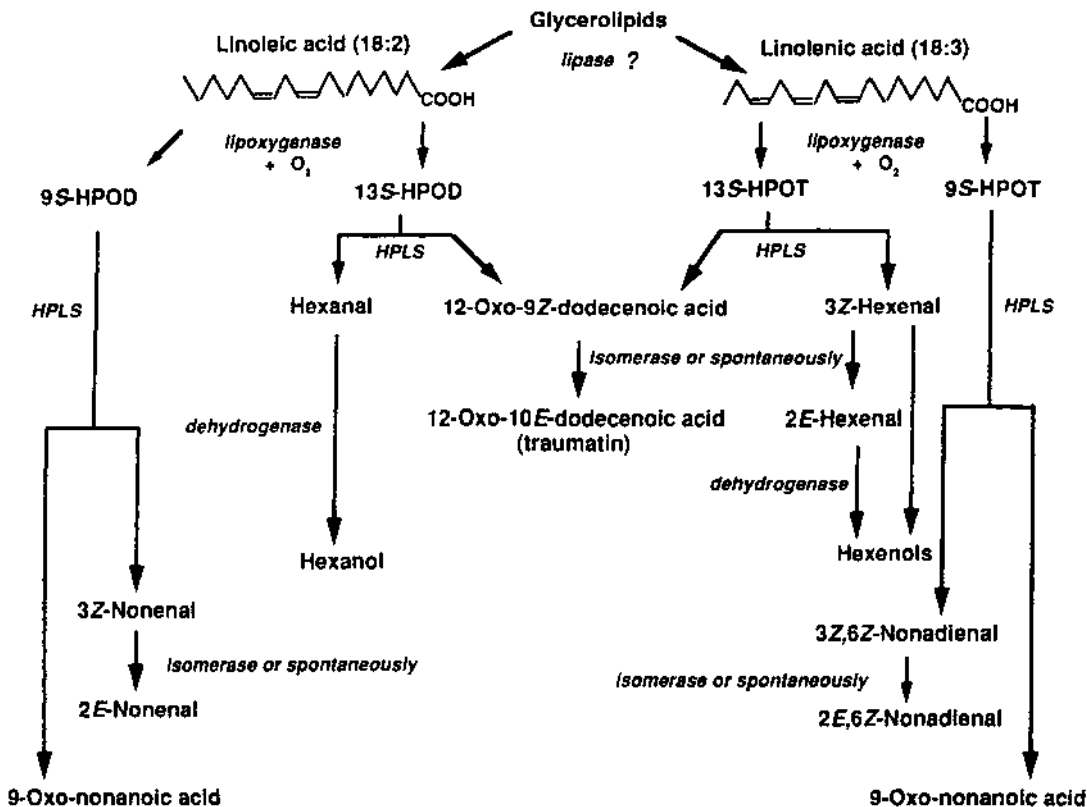 Glycerolipids
Linoleic acid (18:2)
lipase ?
Linolenic acid (18:3)
COOH
COOH
lipoxygenase
+ O₂
lipoxygenase
+ O₂
9S-HPOD
13S-HPOD
13S-HPOT
9S-HPOT
HPLS
HPLS
HPLS
HPLS
Hexanal
12-Oxo-9Z-dodecenoic acid
3Z-Hexenal
Isomerase or spontaneously
dehydrogenase
12-Oxo-10E-dodecenoic acid
(traumatin)
2E-Hexenal
dehydrogenase
Hexanol
Hexenols
3Z-Nonenal
3Z,6Z-Nonadienal
Isomerase or spontaneously
Isomerase or spontaneously
2E-Nonenal
2E,6Z-Nonadienal
9-Oxo-nonanoic acid
9-Oxo-nonanoic acid